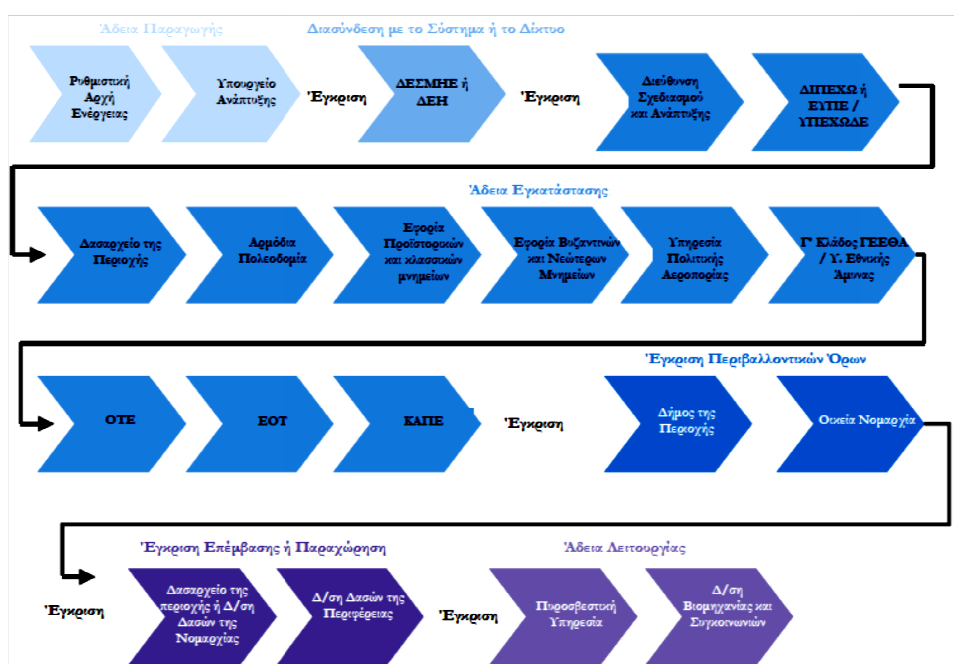 Άδεια Παραγωγής
Διασύνδεση με το Σύστημα ή το Δίκτυο
Ρυθμιστική
Αρχή
Ενέργειας
Υπουργείο
Ανάπτυξης
Έγκριση
ΔΕΣΜΗΕ ή
ΔΕΗ
Έγκριση
Διεύθυνση
Σχεδιασμού
και Ανάπτυξης
ΔΙΠΕΧΩ ή
ΕΥΠΕ /
ΥΠΕΧΩΔΕ
Άδεια Εγκατάστασης
Δασαρχείο της
Περιοχής
Αρμόδια
Πολεοδομία
Εφορία
Προϊστορικών
και κλασσικών
μνημείων
Εφορία Βυζαντινών
και Νεώτερων
Μνημείων
Υπηρεσία
Πολιτικής
Αεροπορίας
Γ' Κλάδος ΓΕΕΘΑ
/ Υ. Εθνικής
Άμυνας
Έγκριση Περιβαλλοντικών Όρων
ΟΤΕ
ΕΟΤ
ΚΑΠΕ
Έγκριση
Δήμος της
Περιοχής
Οικεία Νομαρχία
Έγκριση Επέμβασης ή Παραχώρηση
Άδεια Λειτουργίας
Έγκριση
Δασαρχείο της
περιοχής ή Δ/ση
Δασών της
Νομαρχίας
Δ/ση Δασών της
Περιφέρειας
Έγκριση
Πυροσβεστική
Υπηρεσία
Δ/ση
Βιομηχανίας και
Συγκοινωνιών